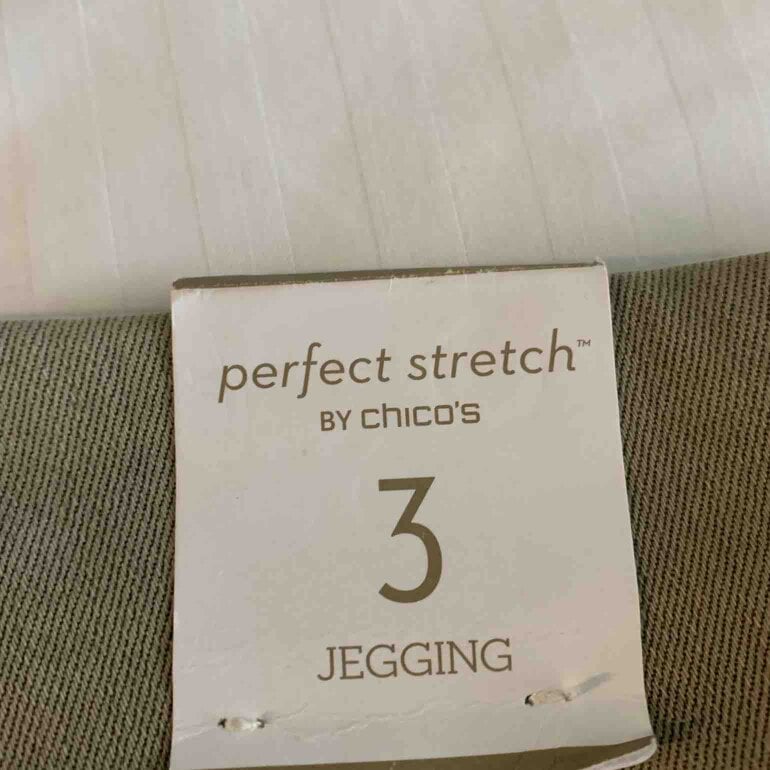 perfect stretch™
BY chico's
3
JEGGING